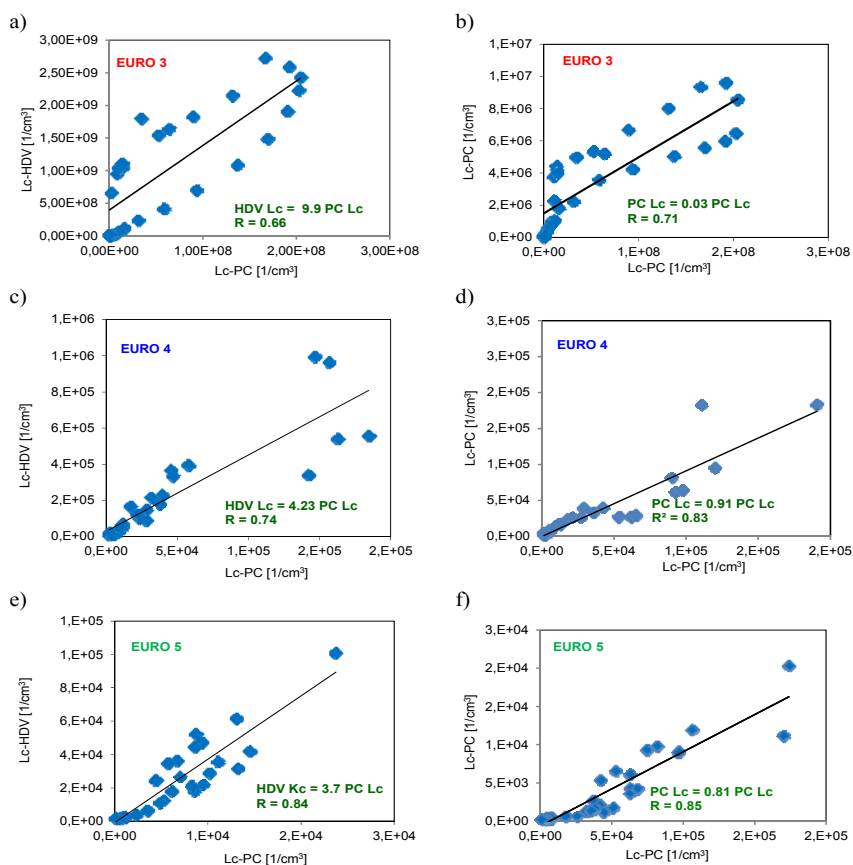 a)
3,00E+09
2,50E+09
2,00E+09
1,50E+09
1,00E+09
5,00E+08
0,00E+00
Lc-HDV [1/cm³]
EURO 3
HDV Lc = 9.9 PC Lc
R = 0.66
0,00E+00 1,00E+08 2,00E+08 3,00E+08
Lc-PC [1/cm³]
b)
1,E+07
1,E+07
8,E+06
6,E+06
4,E+06
2,E+06
0,E+00
Lc-PC [1/cm³]
EURO 3
PC Lc = 0.03 PC Lc
R = 0.71
0,E+00 1,E+08 2,E+08 3,E+08
Lc-PC [1/cm³]
c)
1,E+06
1,E+06
8,E+05
6,E+05
4,E+05
2,E+05
0,E+00
Lc-HDV [1/cm³]
EURO 4
HDV Lc = 4.23 PC Lc
R = 0.74
0,E+00 5,E+04 1,E+05 2,E+05 2,E+05
Lc-PC [1/cm³]
d)
3,E+05
2,E+05
2,E+05
1,E+05
5,E+04
0,E+00
Lc-PC [1/cm³]
EURO 4
PC Lc = 0.91 PC Lc
R² = 0.83
0,E+00 5,E+04 1,E+05 2,E+05 2,E+05
Lc-PC [1/cm³]
e)
1,E+05
1,E+05
8,E+04
6,E+04
4,E+04
2,E+04
0,E+00
Lc-HDV [1/cm³]
EURO 5
HDV Kc = 3.7 PC Lc
R = 0.84
0,E+00 1,E+04 2,E+04 3,E+04
Lc-PC [1/cm³]
f)
3,E+04
2,E+04
2,E+04
1,E+04
5,E+03
0,E+00
Lc-PC [1/cm³]
EURO 5
PC Lc = 0.81 PC Lc
R = 0.85
0,E+00 5,E+04 1,E+05 2,E+05 2,E+05
Lc-PC [1/cm³]